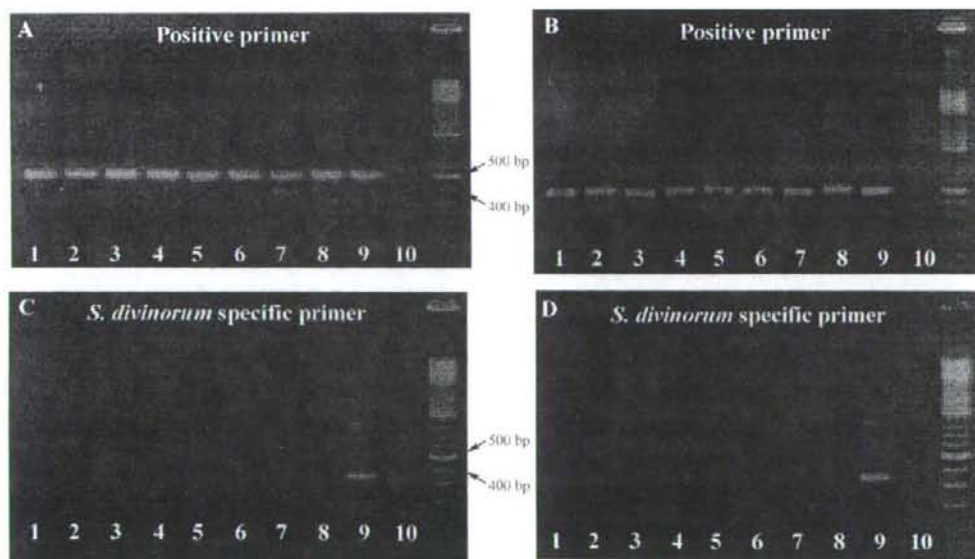 A
Positive primer
1 2 3 4 5 6 7 8 9 10
500 bp
400 bp
B
Positive primer
1 2 3 4 5 6 7 8 9 10
C
S. divinorum specific primer
1 2 3 4 5 6 7 8 9 10
500 bp
400 bp
D
S. divinorum specific primer
1 2 3 4 5 6 7 8 9 10